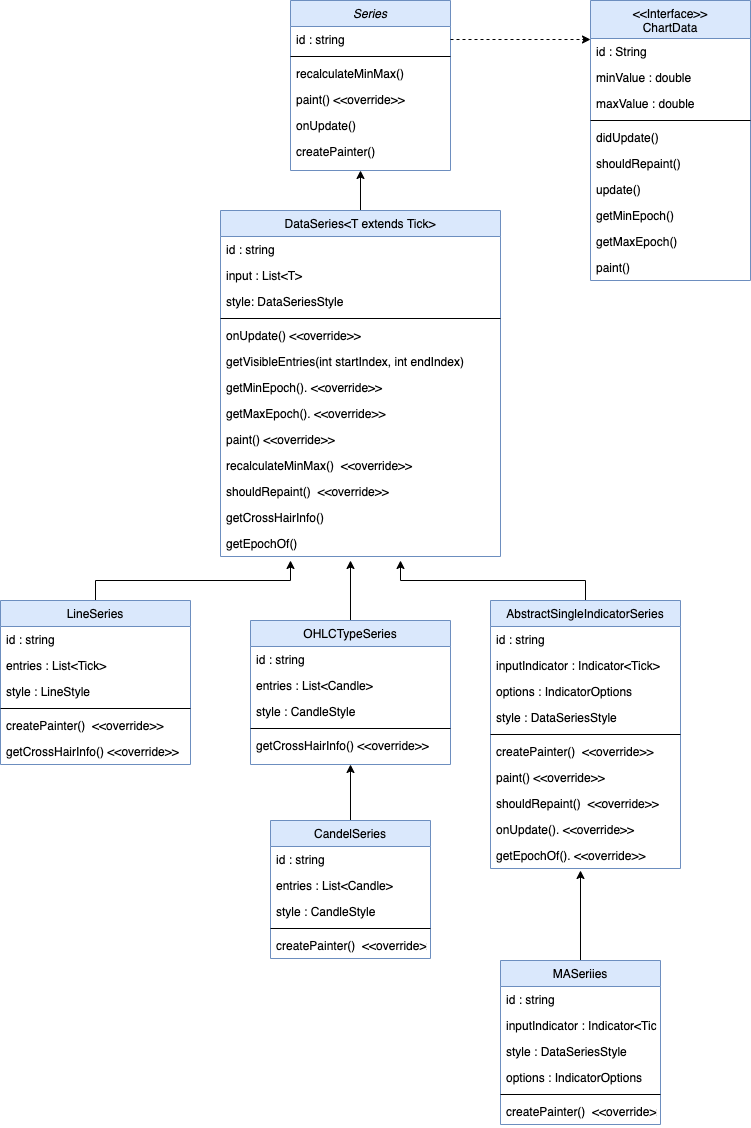 Series
id : string
recalculateMinMax()
paint() <<override>>
onUpdate()
createPainter()
<<Interface>>
ChartData
id : String
minValue : double
maxValue : double
didUpdate()
shouldRepaint()
update()
getMinEpoch()
getMaxEpoch()
paint()
DataSeries<T extends Tick>
id : string
input : List<T>
style: DataSeriesStyle
onUpdate() <<override>>
getVisibleEntries(int startIndex, int endIndex)
getMinEpoch(). <<override>>
getMaxEpoch(). <<override>>
paint() <<override>>
recalculateMinMax()  <<override>>
shouldRepaint()  <<override>>
getCrossHairInfo()
getEpochOf()
LineSeries
id : string
entries : List<Tick>
style : LineStyle
createPainter()  <<override>>
getCrossHairInfo() <<override>>
OHLCTypeSeries
id : string
entries : List<Candle>
style : CandleStyle
getCrossHairInfo() <<override>>
AbstractSingleIndicatorSeries
id : string
inputIndicator : Indicator<Tick>
options : IndicatorOptions
style : DataSeriesStyle
createPainter()  <<override>>
paint() <<override>>
shouldRepaint()  <<override>>
onUpdate(). <<override>>
getEpochOf(). <<override>>
CandelSeries
id : string
entries : List<Candle>
style : CandleStyle
createPainter()  <<override>
MASeriies
id : string
inputIndicator : Indicator<Tic
style : DataSeriesStyle
options : IndicatorOptions
createPainter()  <<override>